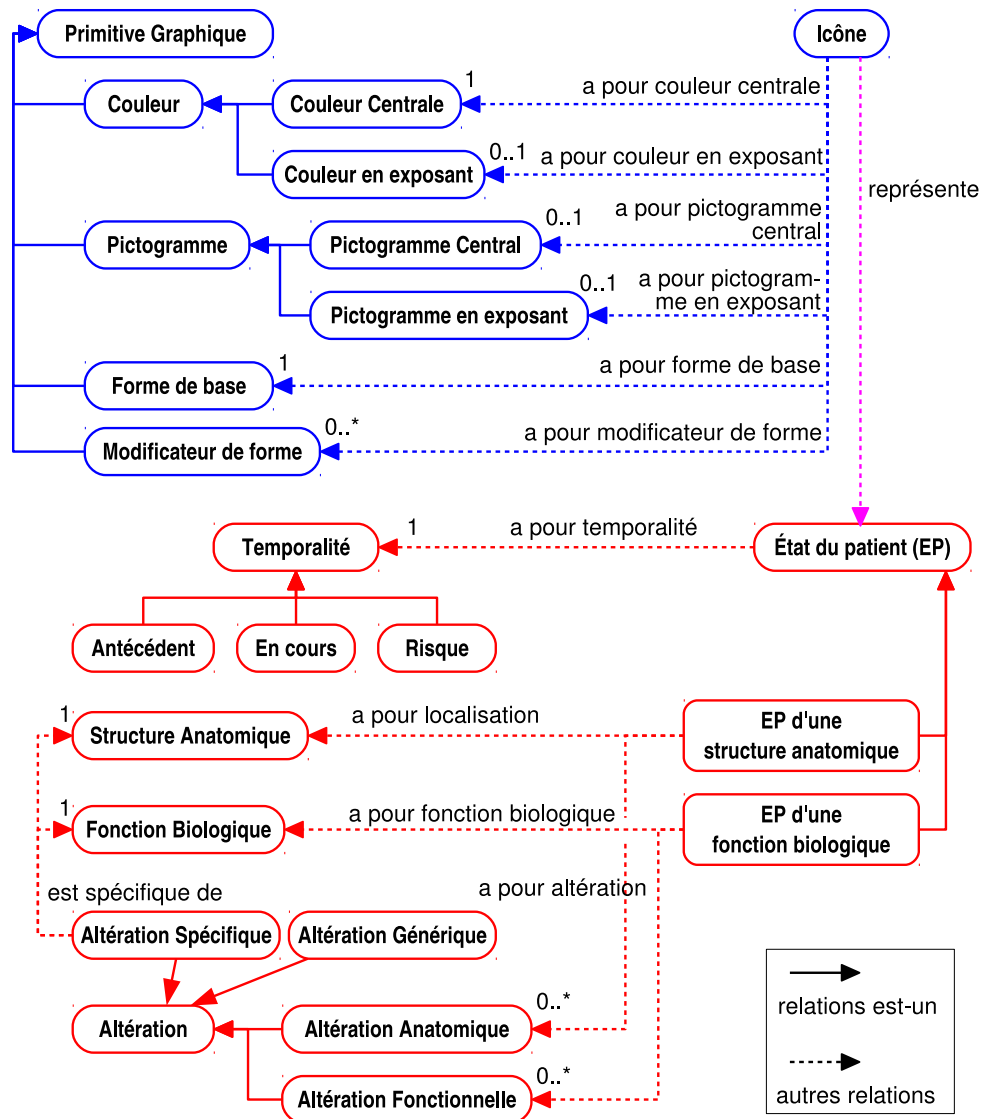 Primitive Graphique
Icône
Couleur
Couleur Centrale
1
a pour couleur centrale
Couleur en exposant
0..1
a pour couleur en exposant
représente
Pictogramme
Pictogramme Central
0..1
a pour pictogramme
central
Pictogramme en exposant
0..1
a pour pictogram-
me en exposant
Forme de base
1
a pour forme de base
Modificateur de forme
0..*
a pour modificateur de forme
Temporalité
1
a pour temporalité
État du patient (EP)
Antécédent
En cours
Risque
1
Structure Anatomique
a pour localisation
EP d'une
structure anatomique
1
Fonction Biologique
a pour fonction biologique
EP d'une
fonction biologique
est spécifique de
a pour altération
Altération Spécifique
Altération Générique
Altération
Altération Anatomique
0..*
Altération Fonctionnelle
0..*
relations est-un
autres relations